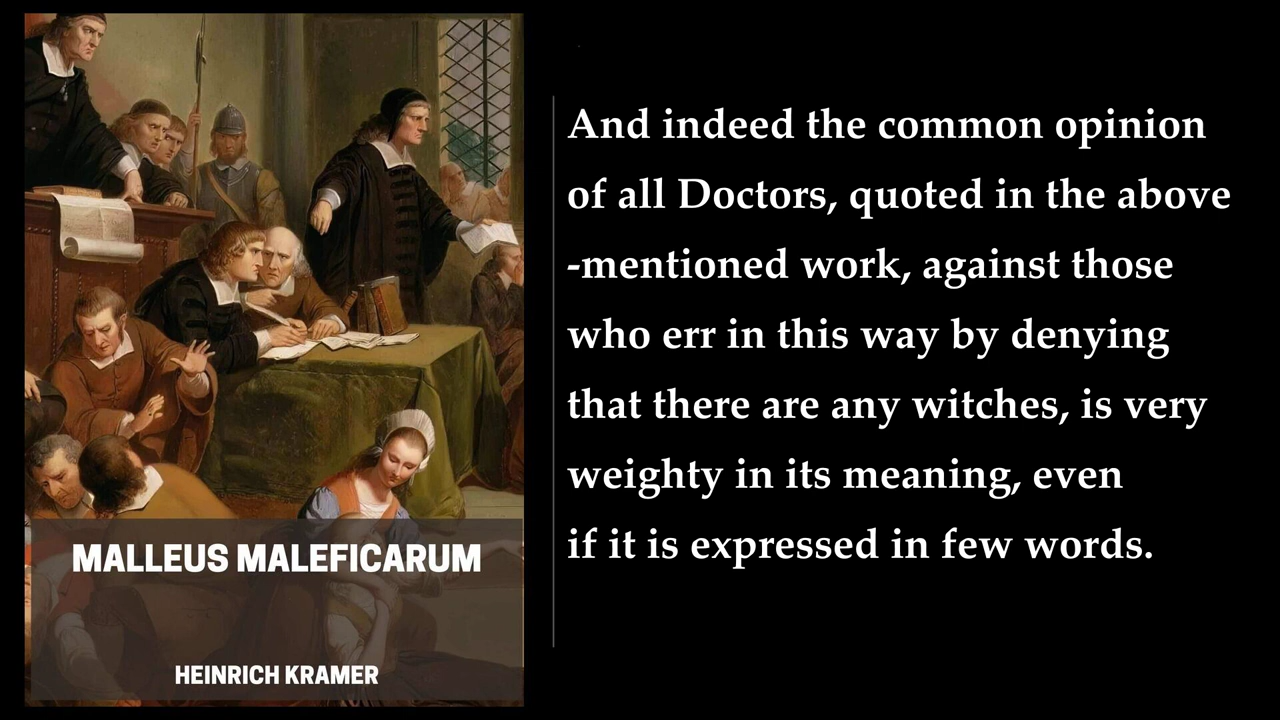 MALLEUS MALEFICARUM
HEINRICH KRAMER
And indeed the common opinion
of all Doctors, quoted in the above
-mentioned work, against those
who err in this way by denying
that there are any witches, is very
weighty in its meaning, even
if it is expressed in few words.